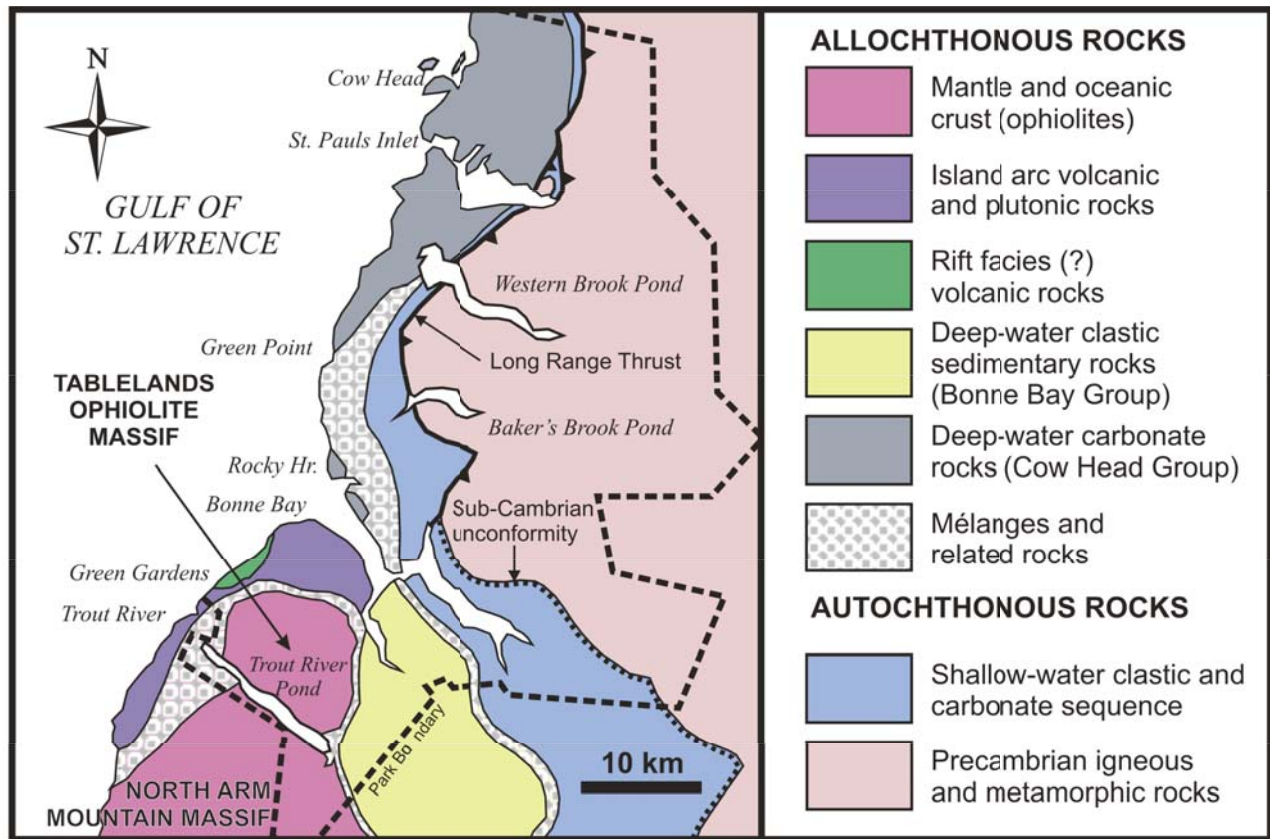 N
GULF OF
ST. LAWRENCE
Cow Head
St. Pauls Inlet
Western Brook Pond
Long Range Thrust
Green Point
TABLELANDS
OPHIOLITE
MASSIF
Baker's Brook Pond
Rocky Hr.
Bonne Bay
Sub-Cambrian
unconformity
Green Gardens
Trout River
Trout River
Pond
Park Boundary
10 km
NORTH ARM
MOUNTAIN MASSIF
ALLOCHTHONOUS ROCKS
Mantle and oceanic
crust (ophiolites)
Island arc volcanic
and plutonic rocks
Rift facies (?)
volcanic rocks
Deep-water clastic
sedimentary rocks
(Bonne Bay Group)
Deep-water carbonate
rocks (Cow Head Group)
Mélanges and
related rocks
AUTOCHTHONOUS ROCKS
Shallow-water clastic and
carbonate sequence
Precambrian igneous
and metamorphic rocks